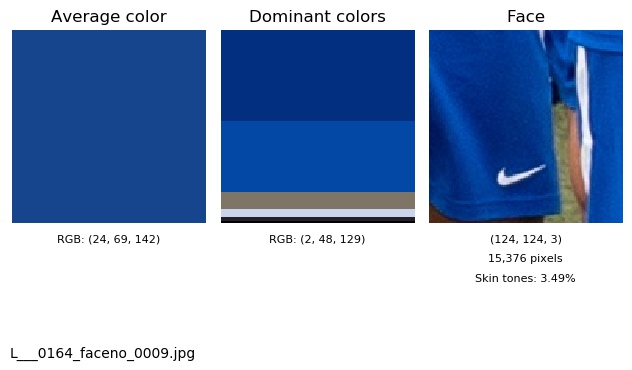 Average color
Dominant colors
Face
RGB: (24, 69, 142)
RGB: (2, 48, 129)
(124, 124, 3)
15,376 pixels
Skin tones: 3.49%
L___0164_faceno_0009.jpg